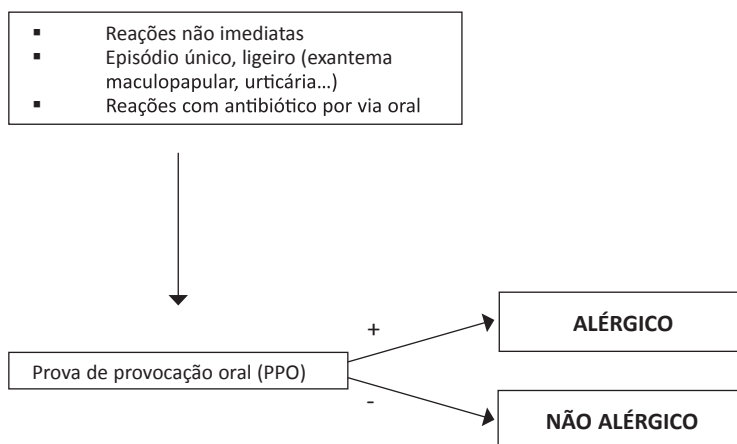 ▪ Reações não imediatas
▪ Episódio único, ligeiro (exantema
maculopapular, urticária...)
▪ Reações com antibiótico por via oral
+
ALÉRGICO
Prova de provocação oral (PPO)
-
NÃO ALÉRGICO